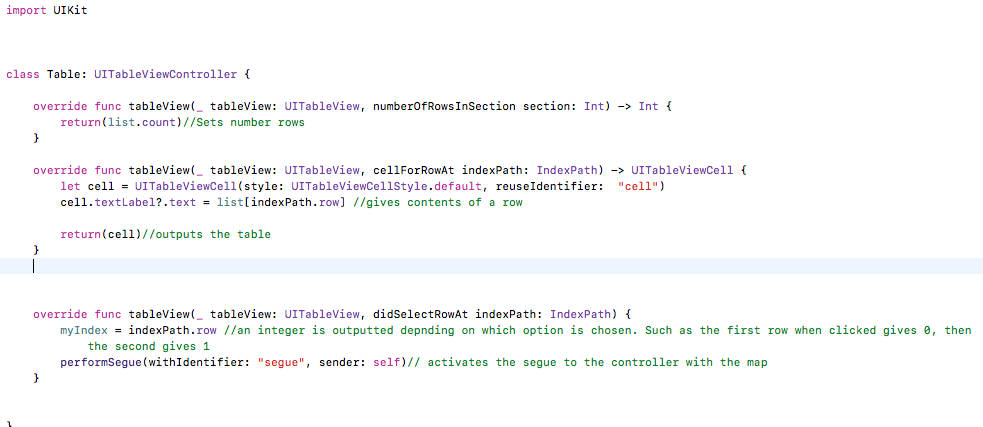 import UIKit
class Table: UITableViewController {
override func tableView(_ tableView: UITableView, numberOfRowsInSection section: Int) -> Int {
return(list.count)//Sets number rows
}
override func tableView(_ tableView: UITableView, cellForRowAt indexPath: IndexPath) -> UITableViewCell {
let cell = UITableViewCell(style: UITableViewCellStyle.default, reuseIdentifier:  "cell")
cell.textLabel?.text = list[indexPath.row] //gives contents of a row
return(cell)//outputs the table
}
override func tableView(_ tableView: UITableView, didSelectRowAt indexPath: IndexPath) {
myIndex = indexPath.row //an integer is outputted depnding on which option is chosen. Such as the first row when clicked gives 0, then
the second gives 1
performSegue(withIdentifier: "segue", sender: self)// activates the segue to the controller with the map
}
}